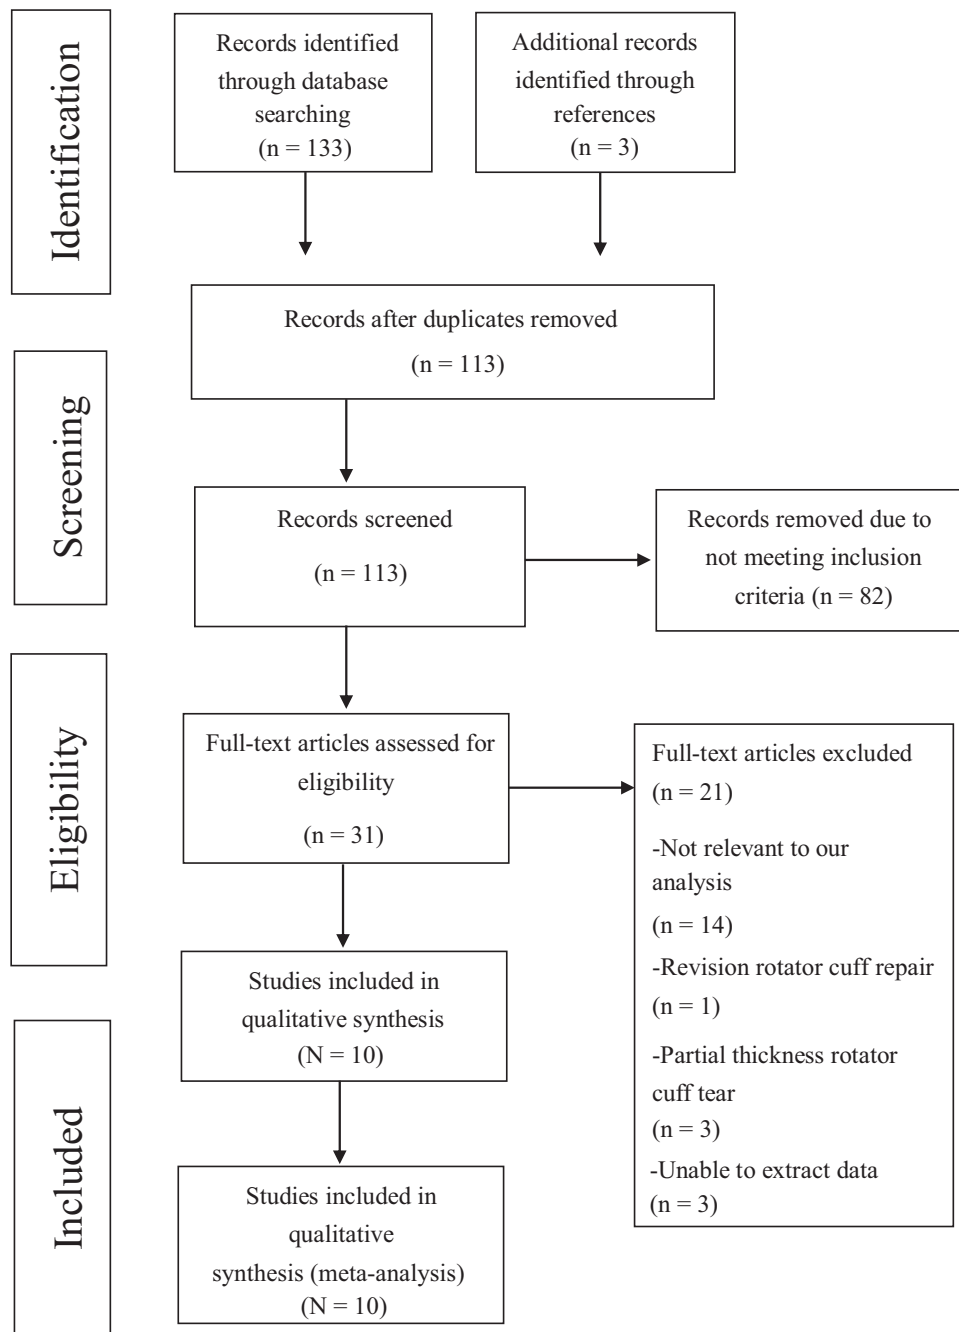 Identification
Records identified
through database
searching
(n = 133)
Additional records
identified through
references
(n = 3)
Records after duplicates removed
(n = 113)
Screening
Records screened
(n = 113)
Records removed due to
not meeting inclusion
criteria (n = 82)
Eligibility
Full-text articles assessed for
eligibility
(n = 31)
Full-text articles excluded
(n = 21)
-Not relevant to our
analysis
(n = 14)
-Revision rotator cuff repair
(n = 1)
-Partial thickness rotator
cuff tear
(n = 3)
-Unable to extract data
(n = 3)
Studies included in
qualitative synthesis
(N = 10)
Included
Studies included in
qualitative
synthesis (meta-analysis)
(N = 10)